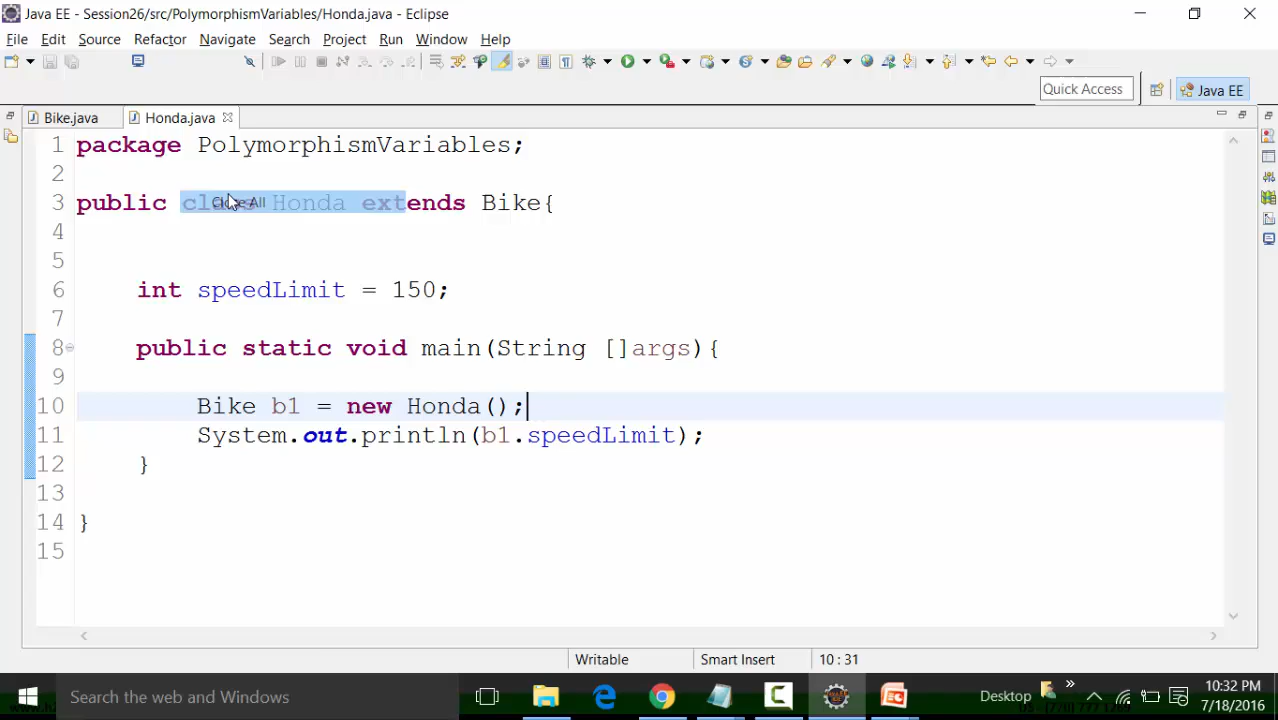 Java EE - Session26/src/PolymorphismVariables/Honda.java - Eclipse
File Edit Source Refactor Navigate Search Project Run Window Help
Quick Access
Java EE
Bike.java
Honda.java
1 package PolymorphismVariables;
2
3 public class Honda extends Bike{
Close All
4
5
6 int speedLimit = 150;
7
8 public static void main(String []args){
9
10 Bike b1 = new Honda();
11 System.out.println(b1.speedLimit);
12 }
13
14 }
15
Writable
Smart Insert
10 : 31
Search the web and Windows
Desktop
10:32 PM
7/18/2016